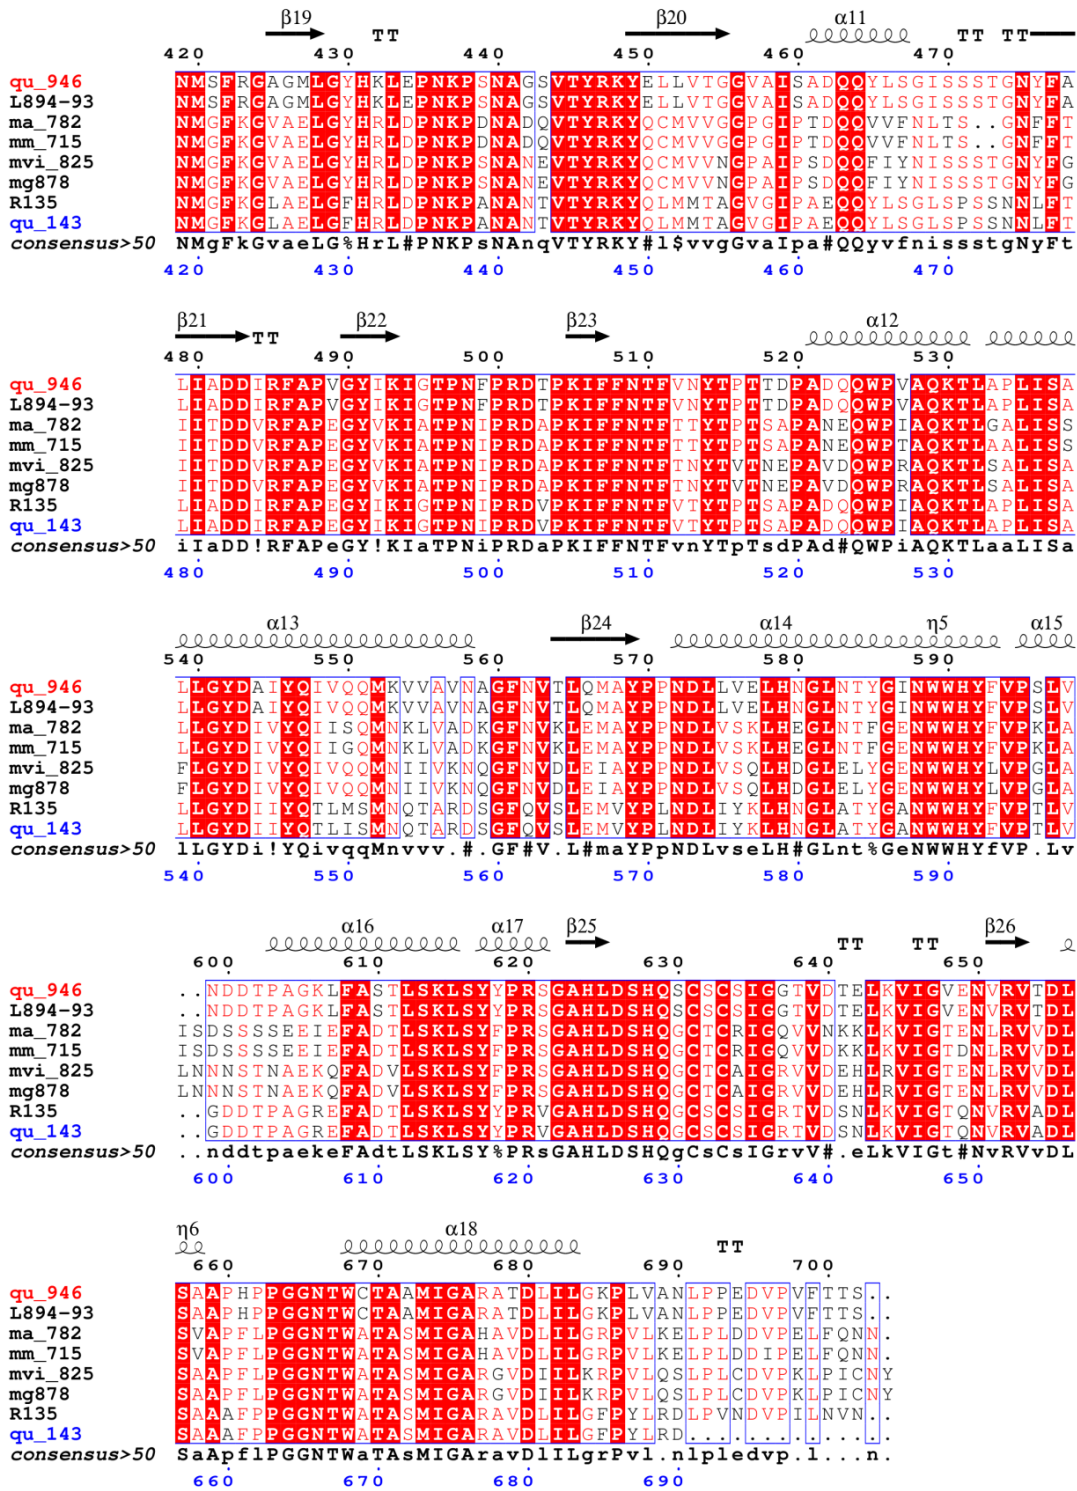 β19 TT β20 α11 TT TT
420 430 440 450 460 470
qu_946 NMSFRGAGMLGYHKLEPNKPSNAGSVTYRKYELLVTGGVAISADQQYLSGISSSTGNYFA
L894-93 NMSFRGAGMLGYHKLEPNKPSNAGSVTYRKYELLVTGGVAISADQQYLSGISSSTGNYFA
ma_782 NMGFKGVAELGYHRLDPNKPDNADQVTYRKYQCMVVGGPGIPTDQQVVFNLTS..GNFFT
mm_715 NMGFKGVAELGYHRLDPNKPDNADQVTYRKYQCMVVGGPGIPTDQQVVFNLTS..GNFFT
mvi_825 NMGFKGVAELGYHRLDPNKPSNANEVTYRKYQCMVVNGPAIPSDQQFIYNISSSTGNYFG
mg878 NMGFKGVAELGYHRLDPNKPSNANEVTYRKYQCMVVNGPAIPSDQQFIYNISSSTGNYFG
R135 NMGFKGLAELGFHRLDPNKPANANTVTYRKYQLMMTAGVGIPAEQQYLSGLSPSSNNLFT
qu_143 NMGFKGLAELGFHRLDPNKPANANTVTYRKYQLMMTAGVGIPAEQQYLSGLSPSSNNLFT
consensus>50 NMgFkGvaeLG%HrL#PNKPsNAnqVTYRKY#l$vvgGvaIpa#QQyvfnissstgNyFt
420 430 440 450 460 470
β21 TT β22 β23 α12
480 490 500 510 520 530
qu_946 LIADDIRFAPVGYIKIGTPNFPRDTPKIFFNTFVNYTPTTDPADQQWPVAQKTLAPLISA
L894-93 LIADDIRFAPVGYIKIGTPNFPRDTPKIFFNTFVNYTPTTDPADQQWPVAQKTLAPLISA
ma_782 IITDDVRFAPEGYVKIATPNIPRDAPKIFFNTFTTYTPTSAPANEQWPIAQKTLGALISS
mm_715 IITDDVRFAPEGYVKIATPNIPRDAPKIFFNTFTTYTPTSAPANEQWPTAQKTLAALSS
mvi_825 IITDDVRFAPEGYVKIATPNIPRDAPKIFFNTFTNYTVTNEPAVDQWPRAQKTLSALISA
mg878 IITDDVRFAPEGYIKIATPNIPRDAPKIFFNTFTNYTVTNEPAVDQWPRAQKTLSALISA
R135 LIADDIRFAPEGYIKIGTPNIPRDVPKIFFNTFVTYTPTSAPADQQWPIAQKTLAPLISA
qu_143 LIADDIRFAPEGYIKIGTPNIPRDVPKIFFNTFVTYTPTSAPADQQWPIAQKTLAPLISA
consensus>50 iIaDD!RFAPeGY!KIaTPNiPRDaPKIFFNTFvnYTpTsdPAd#QWPiAQKTLaaLISa
480 490 500 510 520 530
α13 β24 α14 η5 α15
540 550 560 570 580 590
qu_946 LLGYDAIYQIVQQMKVVAVNAGFNVTLQMAYPPNDLLVELHNGLNTYGINWWHYFVPSLV
L894-93 LLGYDAIYQIVQQMKVVAVNAGFNVTLQMAYPPNDLLVELHNGLNTYGINWWHYFVPSLV
ma_782 LLGYDIVYQIISQMNKLVADKGFNVKLEMAYPPNDLVSKLHEGLNTFGENWWHYFVPKLA
mm_715 LLGYDIVYQIIGQMNKLVADKGFNVKLEMAYPPNDLVSKLHEGLNTFGENWWHYFVPKLA
mvi_825 FLGYDIVYQIVQQMNIIVKNQGFNVDLEIAYPPNDLVSQLHDGLELYGENWWHYLVPGLA
mg878 FLGYDIVYQIVQQMNIIVKNQGFNVDLEIAYPPNDLVSQLHDGLELYGENWWHYLVPGLA
R135 LLGYDIIYQTLMSMNQTARDSGFQVSLEMVYPLNDLIYKLHNGLATYGANWWHYFVPTLV
qu_143 LLGYDIIYQTLISMNQTARDSGFQVSLEMVYPLNDLIYKLHNGLATYGANWWHYFVPTLV
consensus>50 lLGYDi!YQivqqMnvvv.#.GF#V.L#maYPpNDLvseLH#GLnt%GeNWWHYfVP.Lv
540 550 560 570 580 590
α16 α17 β25 TT TT β26
600 610 620 630 640 650
qu_946 ..NDDTPAGKLFASTLSKLSYYPRSGAHLDSHQSCSCSIGGTVDTELKVIGVENVRVTDL
L894-93 ..NDDTPAGKLFASTLSKLSYYPRSGAHLDSHQSCSCSIGGTVDTELKVIGVENVRVTDL
ma_782 ISDSSSSEEIEFADTLSKLSYFPRSGAHLDSHQGCTCRIGQVVNKKLKVIGTENLRVVDL
mm_715 ISDSSSSEEIEFADTLSKLSYFPRSGAHLDSHQGCTCRIGQVVDKKLKVIGTDNLRVVDL
mvi_825 LNNNSTNAEKQFADVLSKLSYFPRSGAHLDSHQGCTCAIGRVVDEHLRVIGTENLRVVDL
mg878 LNNNSTNAEKQFADVLSKLSYFPRSGAHLDSHQGCTCAIGRVVDEHLRVIGTENLRVVDL
R135 ..GDDTPAGREFADTLSKLSYYPRVGAHLDSHQGCSCSIGRTVDSNLKVIGTQNVRVADL
qu_143 ..GDDTPAGREFADTLSKLSYYPRVGAHLDSHQGCSCSIGRTVDSNLKVIGTQNVRVADL
consensus>50 ..nddtpaekeFAdtLSKLSY%PRsGAHLDSHQgCsCsIGrvV#.eLkVIGt#NvRVvDL
600 610 620 630 640 650
η6 α18 TT
660 670 680 690 700
qu_946 SAAPHPPGGNTWCTAAMIGARATDLILGKPLVANLPPEDVPVFTTS..
L894-93 SAAPHPPGGNTWCTAAMIGARATDLILGKPLVANLPPEDVPVFTTS..
ma_782 SVAPFLPGGNTWATASMIGAHAVDLILGRPVLKELPLDDVPELFQNN.
mm_715 SVAPFLPGGNTWATASMIGAHAVDLILGRPVLKELPLDDIPELFQNN.
mvi_825 SAAPFLPGGNTWATASMIGARGVDIILKRPVLQSLPLCDVPKLPICNY
mg878 SAAPFLPGGNTWATASMIGARGVDLILKRPVLQSLPLCDVPKLPICNY
R135 SAAAFPPGGNTWATASMIGARAVDLILGFPYLRDLPVNDVPILNVN..
qu_143 SAAAFPPGGNTWATASMIGARAVDLILGFPYLRD..............
consensus>50 SaApflPGGNTWaTAsMIGAravDlILgrPvl.nlpledvp.l...n.
660 670 680 690